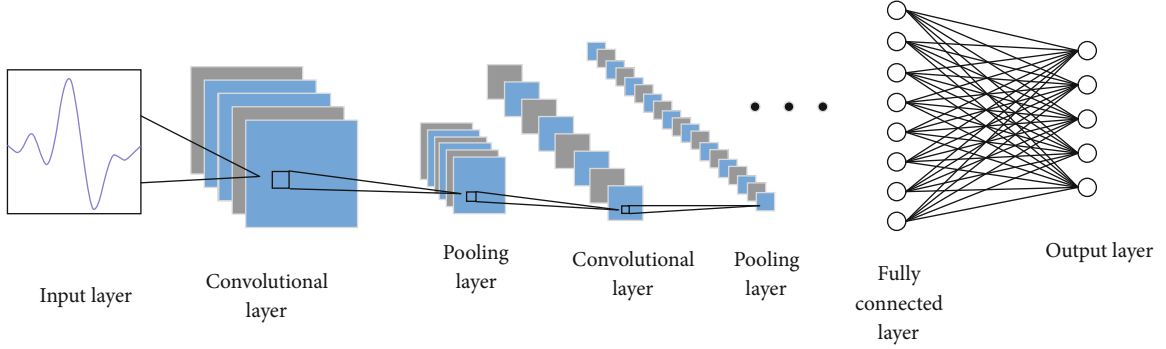 Input layer
Convolutional
layer
Pooling
layer
Convolutional
layer
Pooling
layer
Fully
connected
layer
Output layer